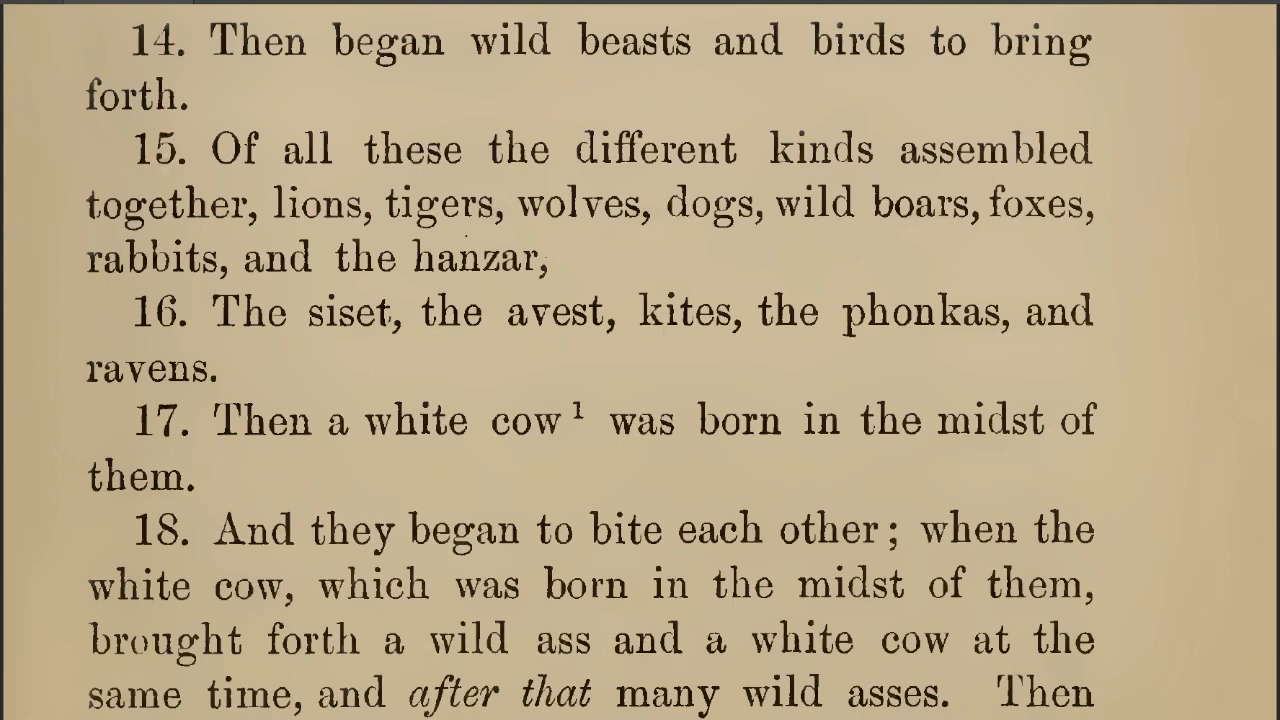 14. Then began wild beasts and birds to bring
forth.
15. Of all these the different kinds assembled
together, lions, tigers, wolves, dogs, wild boars, foxes,
rabbits, and the hanzar,
16. The siset, the avest, kites, the phonkas, and
ravens.
17. Then a white cow¹ was born in the midst of
them.
18. And they began to bite each other; when the
white cow, which was born in the midst of them,
brought forth a wild ass and a white cow at the
same time, and after that many wild asses. Then